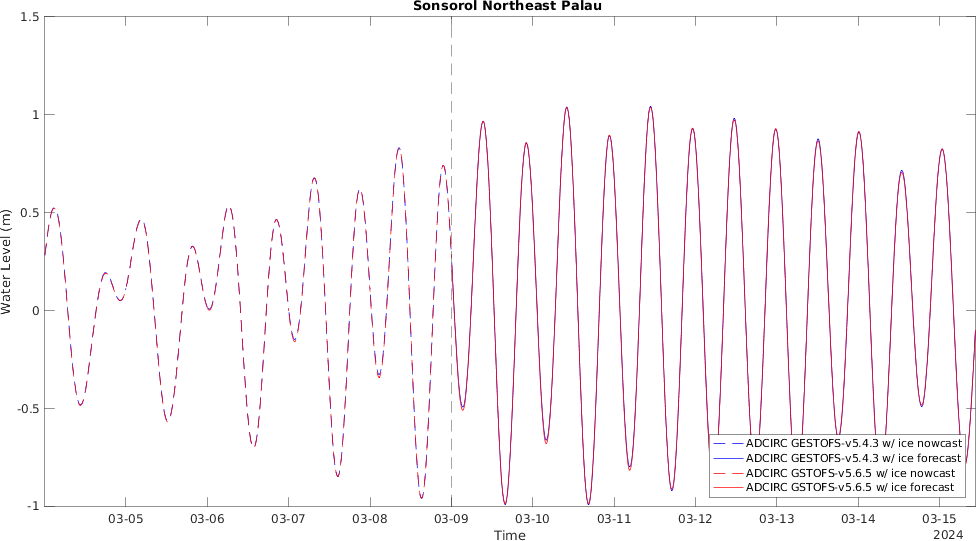 Sonsorol Northeast Palau
1.5
1
0.5
0
-0.5
-1
Water Level (m)
ADCIRC GESTOFS-v5.4.3 w/ ice nowcast
ADCIRC GESTOFS-v5.4.3 w/ ice forecast
ADCIRC GSTOFS-v5.6.5 w/ ice nowcast
ADCIRC GSTOFS-v5.6.5 w/ ice forecast
03-05 03-06 03-07 03-08 03-09 03-10 03-11 03-12 03-13 03-14 03-15
Time 2024